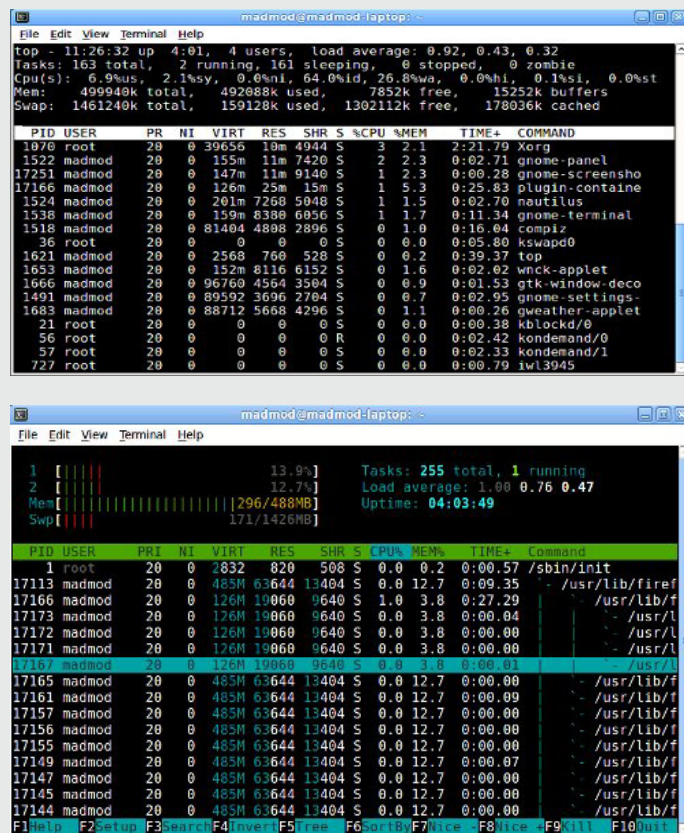 madmod@madmod-laptop: ~
File Edit View Terminal Help
top - 11:26:32 up 4:01, 4 users, load average: 0.92, 0.43, 0.32
Tasks: 163 total, 2 running, 161 sleeping, 0 stopped, 0 zombie
Cpu(s): 6.9%us, 2.1%sy, 0.0%ni, 64.0%id, 26.8%wa, 0.0%hi, 0.1%si, 0.0%st
Mem: 499940k total, 492088k used, 7852k free, 15252k buffers
Swap: 1461240k total, 159128k used, 1302112k free, 178036k cached
PID USER PR NI VIRT RES SHR S %CPU %MEM TIME+ COMMAND
1070 root 20 0 39656 10m 4944 S 3 2.1 2:21.79 Xorg
1522 madmod 20 0 155m 11m 7420 S 2 2.3 0:02.71 gnome-panel
17251 madmod 20 0 147m 11m 9140 S 1 2.3 0:00.28 gnome-screensho
17166 madmod 20 0 126m 25m 15m S 1 5.3 0:25.83 plugin-containe
1524 madmod 20 0 201m 7268 5048 S 1 1.5 0:02.70 nautilus
1538 madmod 20 0 159m 8380 6056 S 1 1.7 0:11.34 gnome-terminal
1518 madmod 20 0 81404 4808 2896 S 0 1.0 0:16.04 compiz
36 root 20 0 0 0 0 S 0 0.0 0:05.80 kswapd0
1621 madmod 20 0 2568 760 528 S 0 0.2 0:39.37 top
1653 madmod 20 0 152m 8116 6152 S 0 1.6 0:02.02 wnck-applet
1666 madmod 20 0 96760 4564 3504 S 0 0.9 0:01.53 gtk-window-deco
1491 madmod 20 0 89592 3696 2704 S 0 0.7 0:02.95 gnome-settings-
1683 madmod 20 0 88712 5668 4296 S 0 1.1 0:00.26 gweather-applet
21 root 20 0 0 0 0 S 0 0.0 0:00.38 kblockd/0
56 root 20 0 0 0 0 R 0 0.0 0:02.42 kondemand/0
57 root 20 0 0 0 0 S 0 0.0 0:02.33 kondemand/1
727 root 20 0 0 0 0 S 0 0.0 0:00.79 iwl3945
madmod@madmod-laptop: ~
File Edit View Terminal Help
1 [||||| 13.9%] Tasks: 255 total, 1 running
2 [||||| 12.7%] Load average: 1.00 0.76 0.47
Mem[||||||||||||||||||||296/488MB] Uptime: 04:03:49
Swp[|||| 171/1426MB]
PID USER PRI NI VIRT RES SHR S CPU% MEM% TIME+ Command
1 root 20 0 2832 820 508 S 0.0 0.2 0:00.57 /sbin/init
17113 madmod 20 0 485M 63644 13404 S 0.0 12.7 0:09.35 `- /usr/lib/firef
17166 madmod 20 0 126M 19060 9640 S 1.0 3.8 0:27.29 | `- /usr/lib/f
17173 madmod 20 0 126M 19060 9640 S 0.0 3.8 0:00.04 | | `- /usr/l
17172 madmod 20 0 126M 19060 9640 S 0.0 3.8 0:00.00 | | `- /usr/l
17171 madmod 20 0 126M 19060 9640 S 0.0 3.8 0:00.00 | | `- /usr/l
17167 madmod 20 0 126M 19060 9640 S 0.0 3.8 0:00.01 | `- /usr/l
17165 madmod 20 0 485M 63644 13404 S 0.0 12.7 0:00.00 | `- /usr/lib/f
17161 madmod 20 0 485M 63644 13404 S 0.0 12.7 0:00.09 | `- /usr/lib/f
17157 madmod 20 0 485M 63644 13404 S 0.0 12.7 0:00.00 | `- /usr/lib/f
17156 madmod 20 0 485M 63644 13404 S 0.0 12.7 0:00.00 | `- /usr/lib/f
17155 madmod 20 0 485M 63644 13404 S 0.0 12.7 0:00.00 | `- /usr/lib/f
17149 madmod 20 0 485M 63644 13404 S 0.0 12.7 0:00.07 | `- /usr/lib/f
17147 madmod 20 0 485M 63644 13404 S 0.0 12.7 0:00.00 | `- /usr/lib/f
17145 madmod 20 0 485M 63644 13404 S 0.0 12.7 0:00.00 | `- /usr/lib/f
17144 madmod 20 0 485M 63644 13404 S 0.0 12.7 0:00.00 | `- /usr/lib/f
F1Help F2Setup F3SearchF4InvertF5Tree F6SortByF7Nice -F8Nice +F9Kill F10Quit